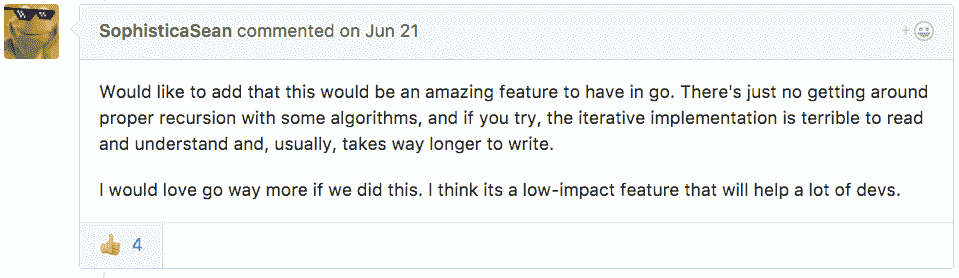 SophisticaSean commented on Jun 21
Would like to add that this would be an amazing feature to have in go. There's just no getting around
proper recursion with some algorithms, and if you try, the iterative implementation is terrible to read
and understand and, usually, takes way longer to write.
I would love go way more if we did this. I think its a low-impact feature that will help a lot of devs.
4